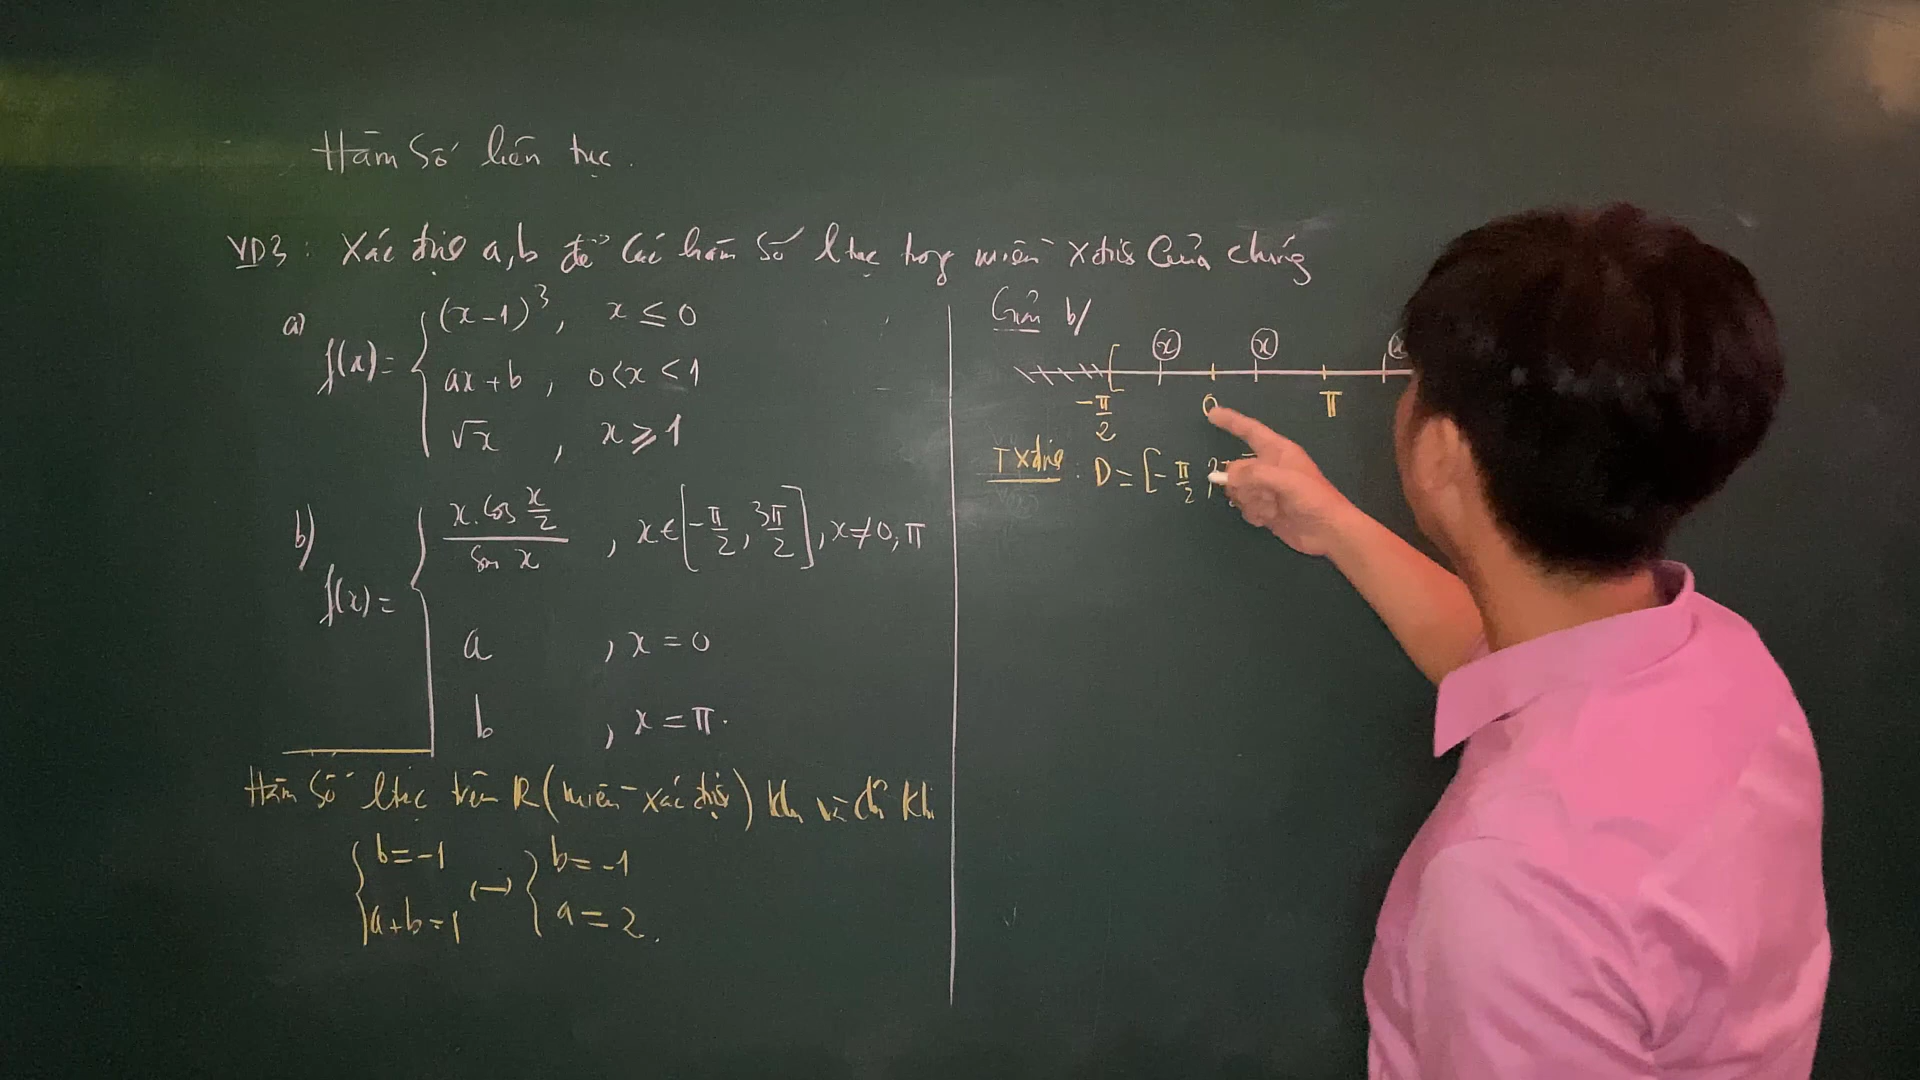 Hàm số liên tục.
VD3: Xác định a, b để các hàm số ltục trong miền xđịnh của chúng
a) f(x) = { (x-1)³, x ≤ 0
ax + b, 0 < x < 1
√x, x ≥ 1
b) f(x) = { x.cos x/2 / sin x, x ∈ [-π/2, 3π/2], x ≠ 0, π
a, x = 0
b, x = π.
Hàm số ltục trên R (miền xác định) khi và chỉ khi
{ b = -1 ↔ { b = -1
a + b = 1 a = 2.
Giải b/
x x x
-π/2 0 π
TXđịnh: D = [-π/2,